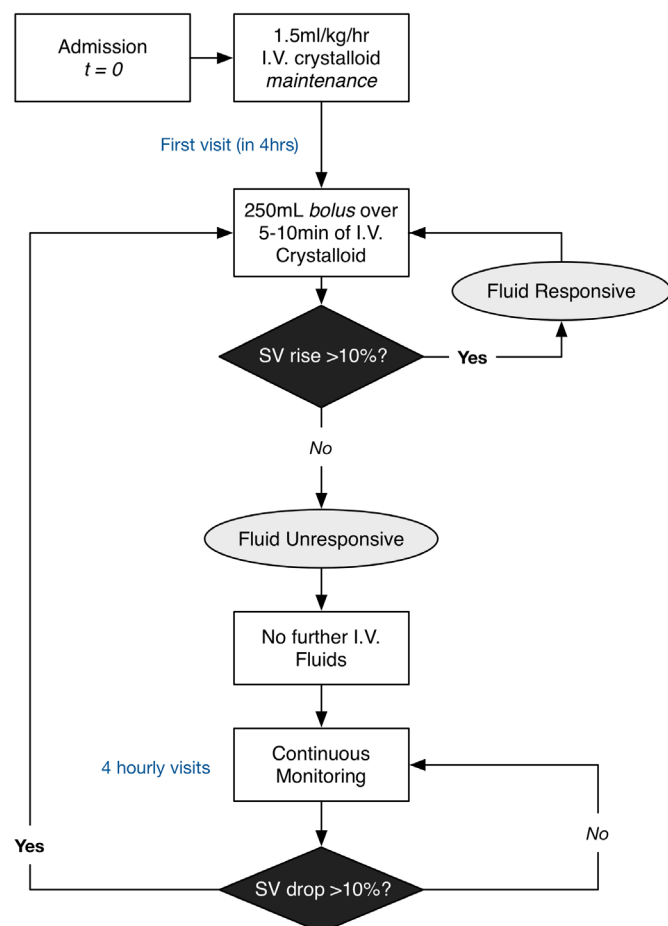 Admission
t = 0
1.5ml/kg/hr
I.V. crystalloid
maintenance
First visit (in 4hrs)
250mL bolus over
5-10min of I.V.
Crystalloid
Fluid Responsive
SV rise >10%?
Yes
No
Fluid Unresponsive
No further I.V.
Fluids
4 hourly visits
Continuous
Monitoring
Yes
No
SV drop >10%?